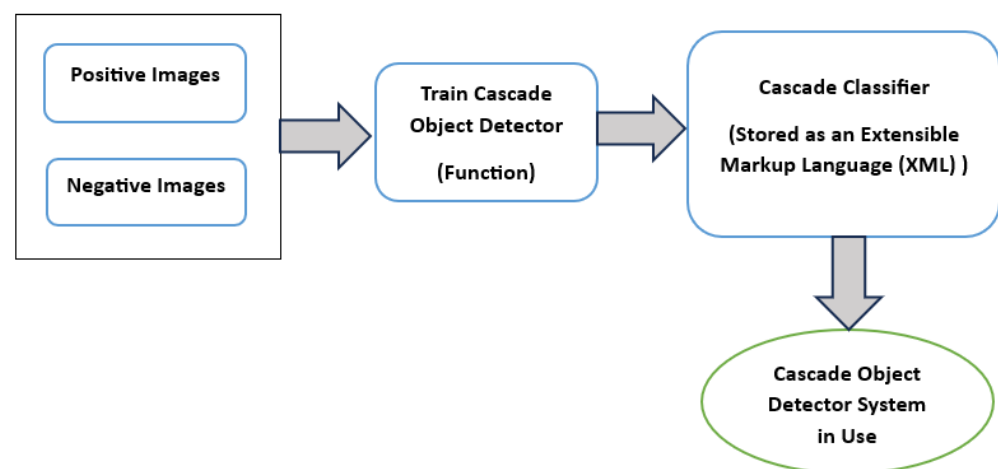 Positive Images
Negative Images
Train Cascade
Object Detector
(Function)
Cascade Classifier
(Stored as an Extensible
Markup Language (XML) )
Cascade Object
Detector System
in Use